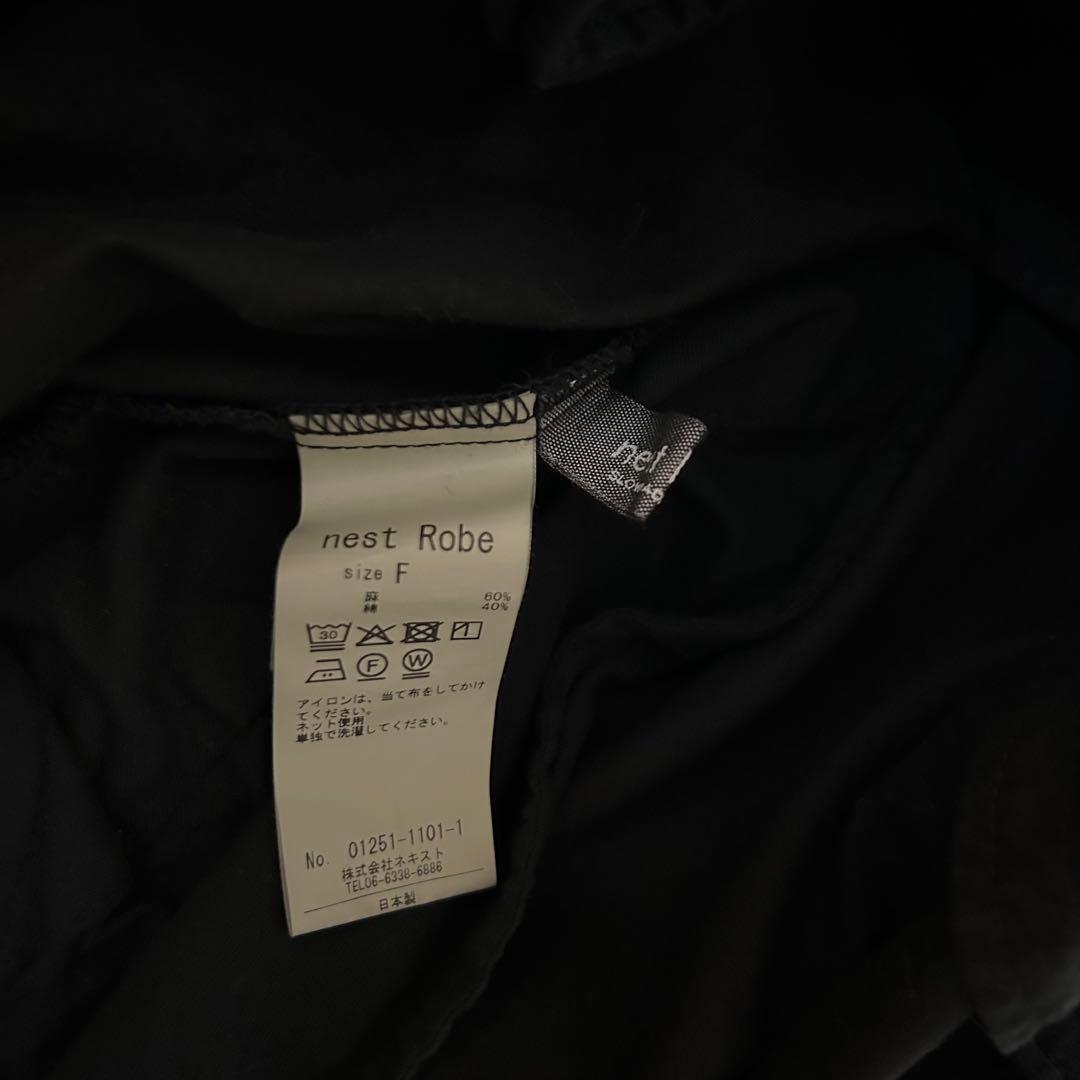 nest Robe
size F
麻 60%
綿 40%
30
F W
アイロンは、当て布をしてかけ
てください。
ネット使用
単独で洗濯してください。
No. 01251-1101-1
株式会社ネキスト
TEL06-6338-6886
日本製
nest